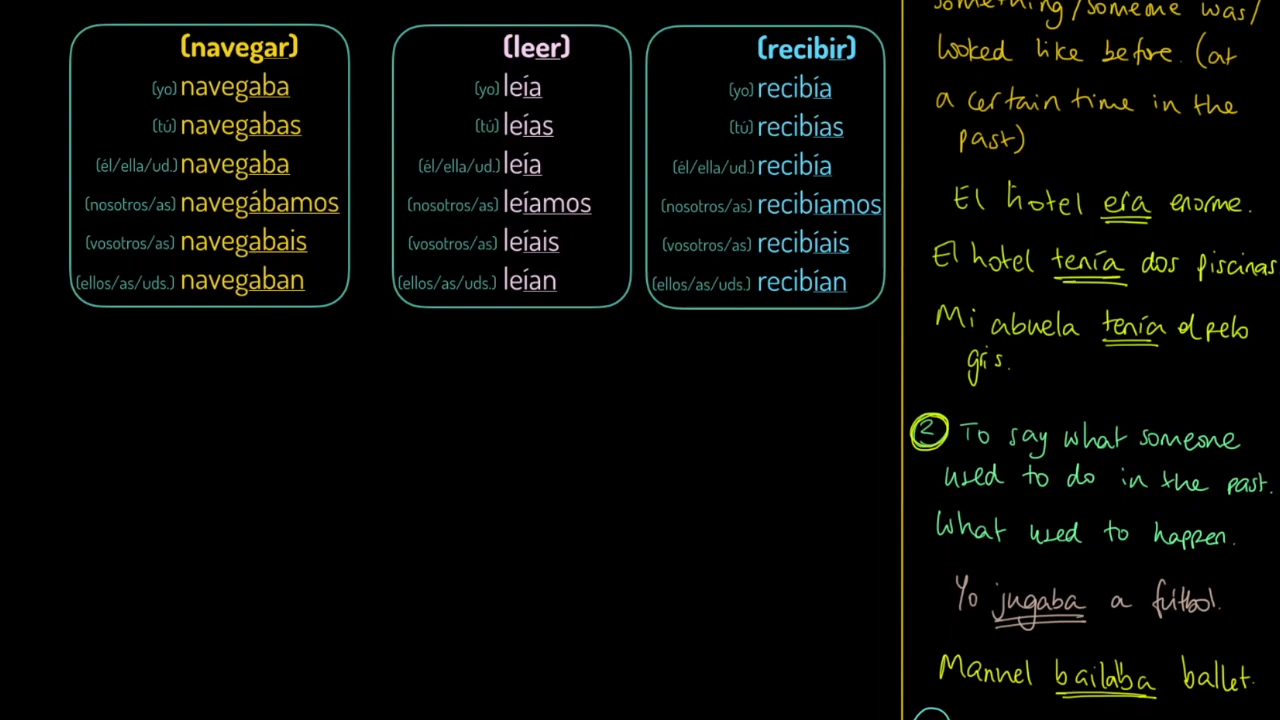 (navegar)
(yo) navegaba
(tú) navegabas
(él/ella/ud.) navegaba
(nosotros/as) navegábamos
(vosotros/as) navegabais
(ellos/as/uds.) navegaban
(leer)
(yo) leía
(tú) leías
(él/ella/ud.) leía
(nosotros/as) leíamos
(vosotros/as) leíais
(ellos/as/uds.) leían
(recibir)
(yo) recibía
(tú) recibías
(él/ella/ud.) recibía
(nosotros/as) recibíamos
(vosotros/as) recibíais
(ellos/as/uds.) recibían
something/someone was/
looked like before. (at
a certain time in the
past)
El hotel era enorme.
El hotel tenía dos piscinas
Mi abuela tenía el pelo
gris.
2 To say what someone
used to do in the past.
What used to happen.
Yo jugaba a fútbol.
Manuel bailaba ballet.